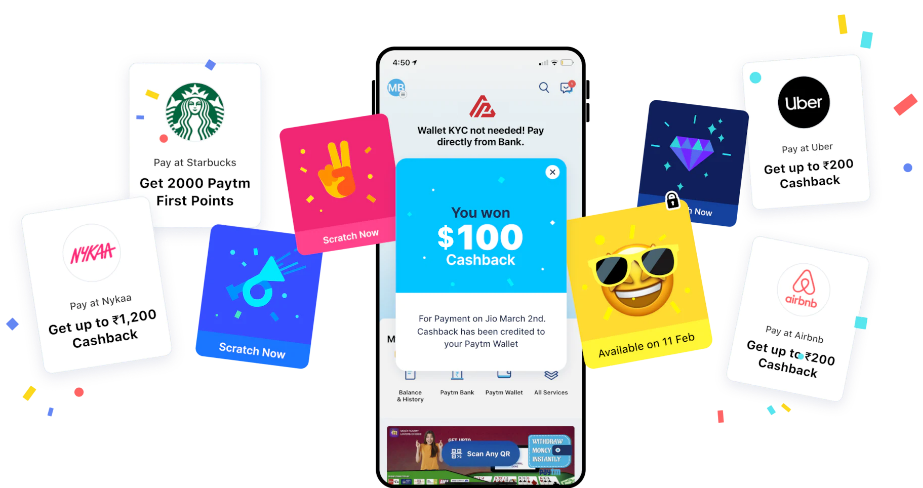 Pay at Starbucks
Get 2000 Paytm
First Points
NYKAA
Pay at Nykaa
Get up to ₹1,200
Cashback
Scratch Now
Scratch Now
4:50
MB
Wallet KYC not needed! Pay
directly from Bank.
You won
$100
Cashback
For Payment on Jio March 2nd.
Cashback has been credited to
your Paytm Wallet
M
Balance
& History
Paytm Bank
Paytm Wallet
All Services
GET UPTO
WITHDRAW
MONEY
INSTANTLY
Scan Any QR
Now
Available on 11 Feb
Uber
Pay at Uber
Get up to ₹200
Cashback
airbnb
Pay at Airbnb
Get up to ₹200
Cashback